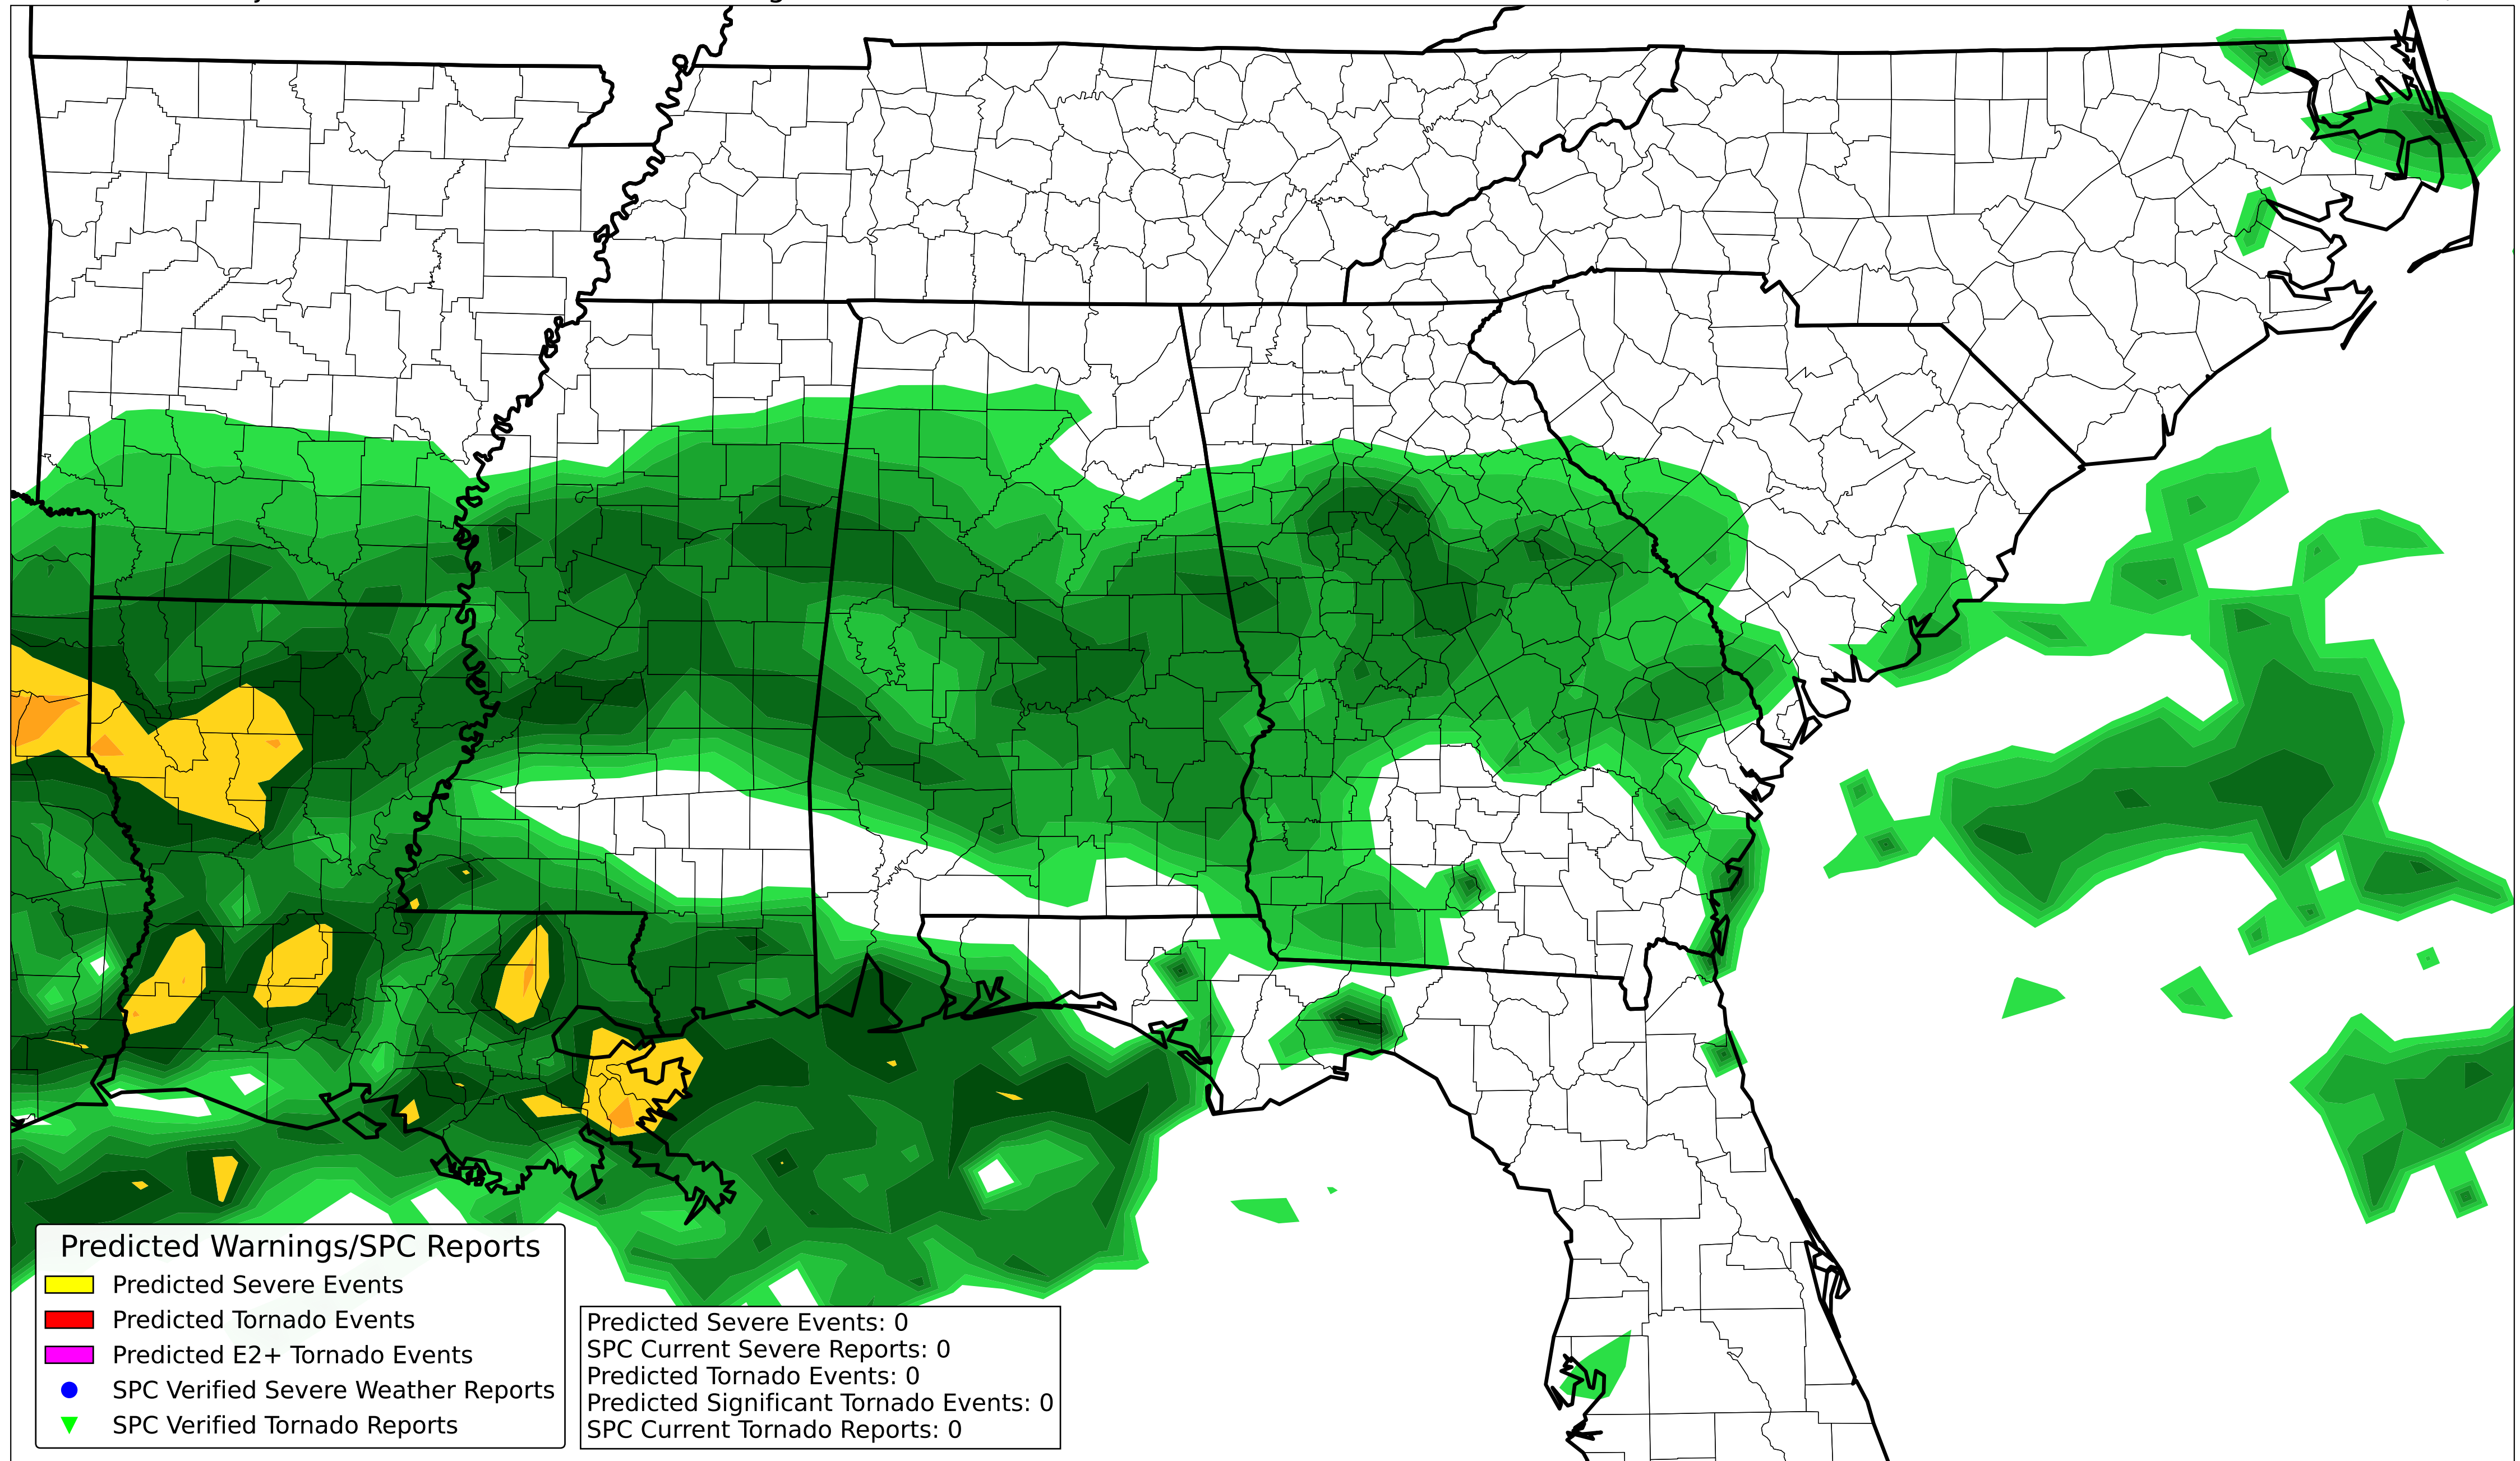 Predicted Warnings/SPC Reports
Predicted Severe Events
Predicted Tornado Events
Predicted E2+ Tornado Events
SPC Verified Severe Weather Reports
SPC Verified Tornado Reports
Predicted Severe Events: 0
SPC Current Severe Reports: 0
Predicted Tornado Events: 0
Predicted Significant Tornado Events: 0
SPC Current Tornado Reports: 0